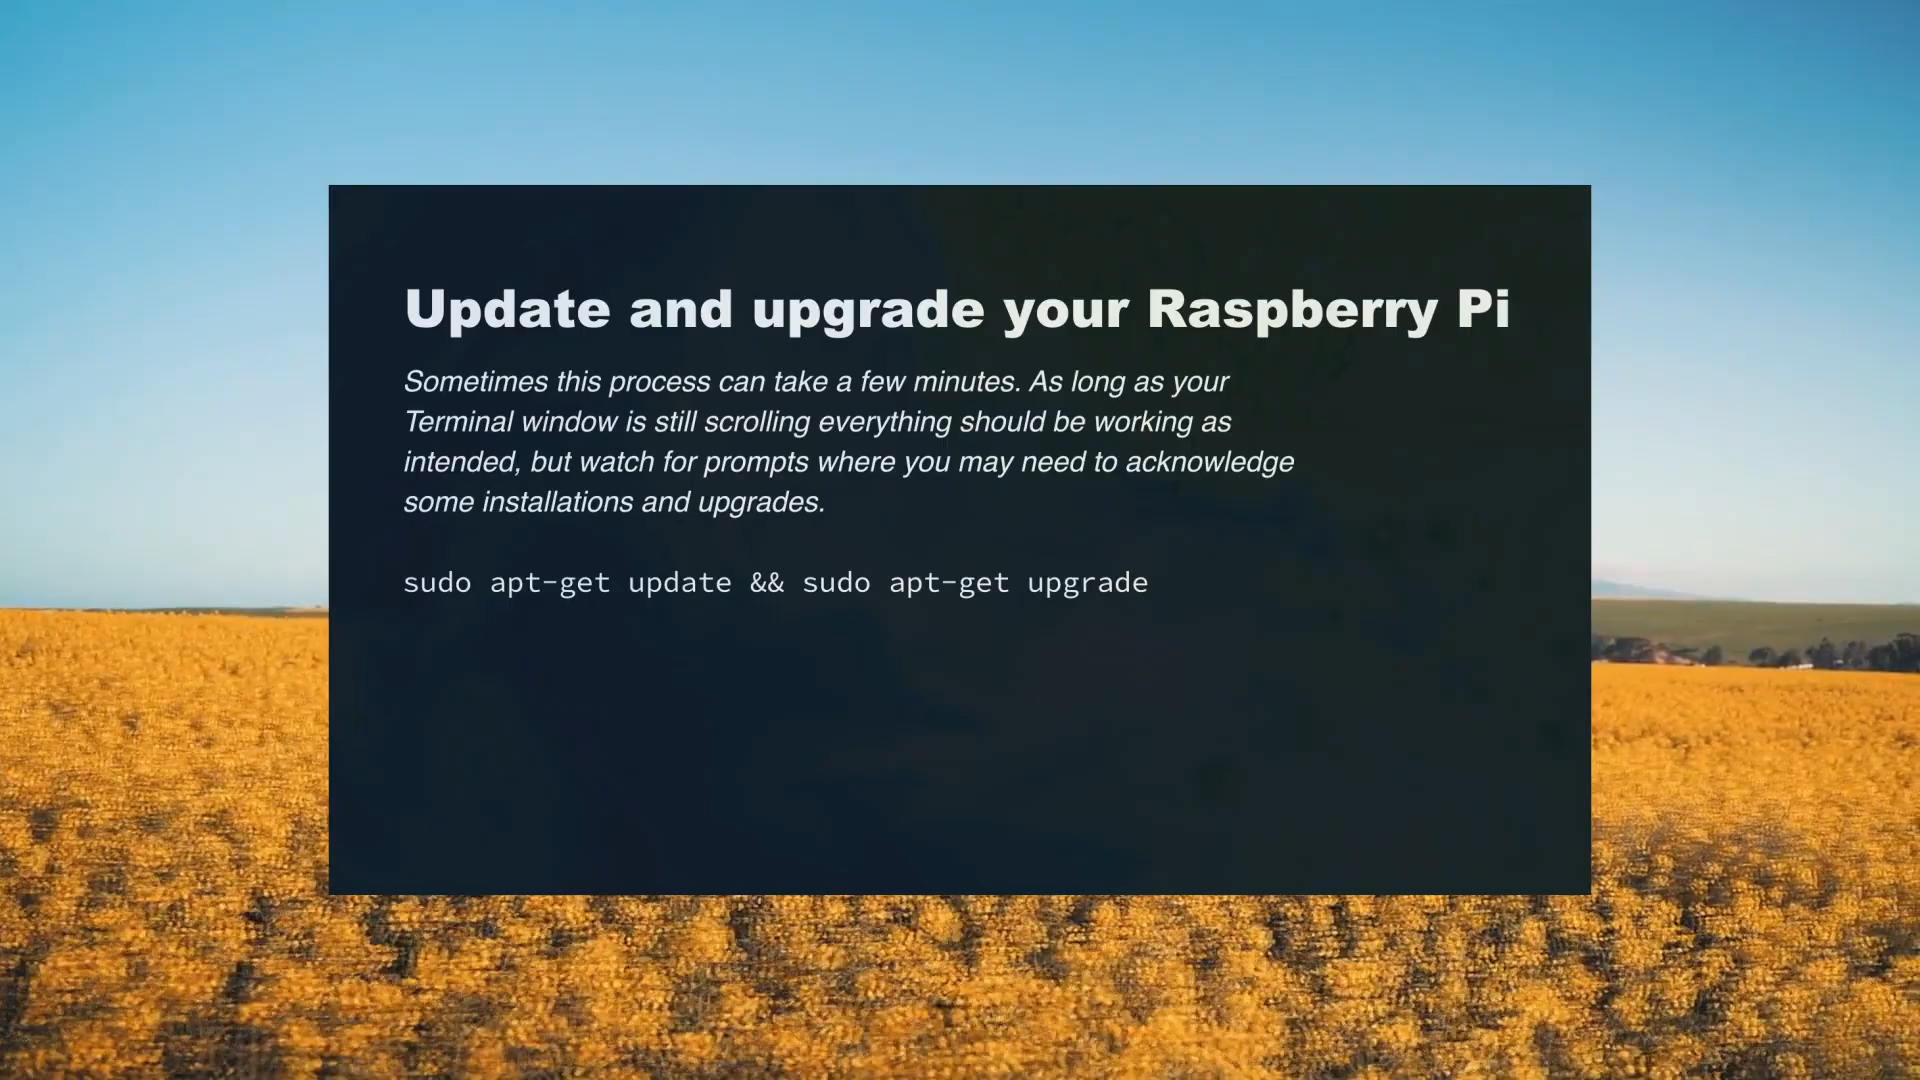 Update and upgrade your Raspberry Pi
Sometimes this process can take a few minutes. As long as your
Terminal window is still scrolling everything should be working as
intended, but watch for prompts where you may need to acknowledge
some installations and upgrades.
sudo apt-get update && sudo apt-get upgrade